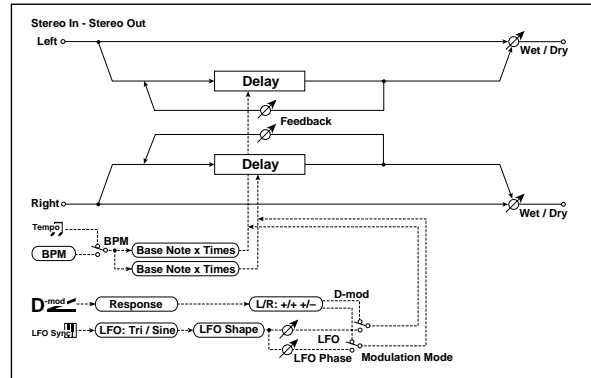 Stereo In - Stereo Out
Left
Wet / Dry
Delay
Feedback
Delay
Right
Wet / Dry
Tempo
BPM
BPM
Base Note x Times
Base Note x Times
D-mod
D-mod
Response
L/R: +/+ +/–
LFO Sync
LFO: Tri / Sine
LFO Shape
LFO
LFO Phase
Modulation Mode